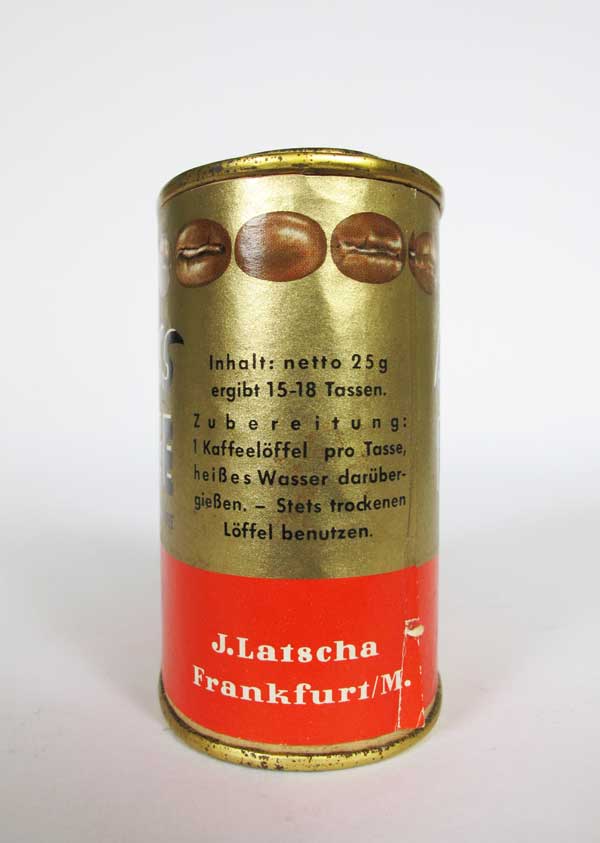 Inhalt: netto 25g
ergibt 15-18 Tassen.
Zubereitung:
1 Kaffeelöffel pro Tasse,
heißes Wasser darüber-
gießen. – Stets trockenen
Löffel benutzen.
J. Latscha
Frankfurt/M.